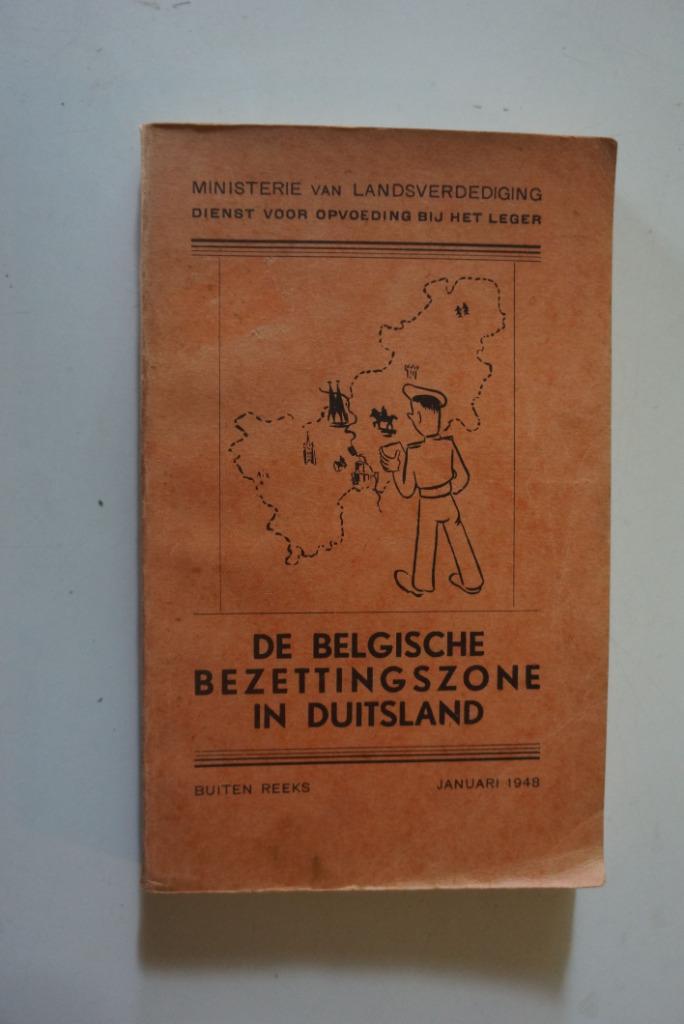 MINISTERIE VAN LANDSVERDEDIGING
DIENST VOOR OPVOEDING BIJ HET LEGER
DE BELGISCHE
BEZETTINGSZONE
IN DUITSLAND
BUITEN REEKS JANUARI 1948